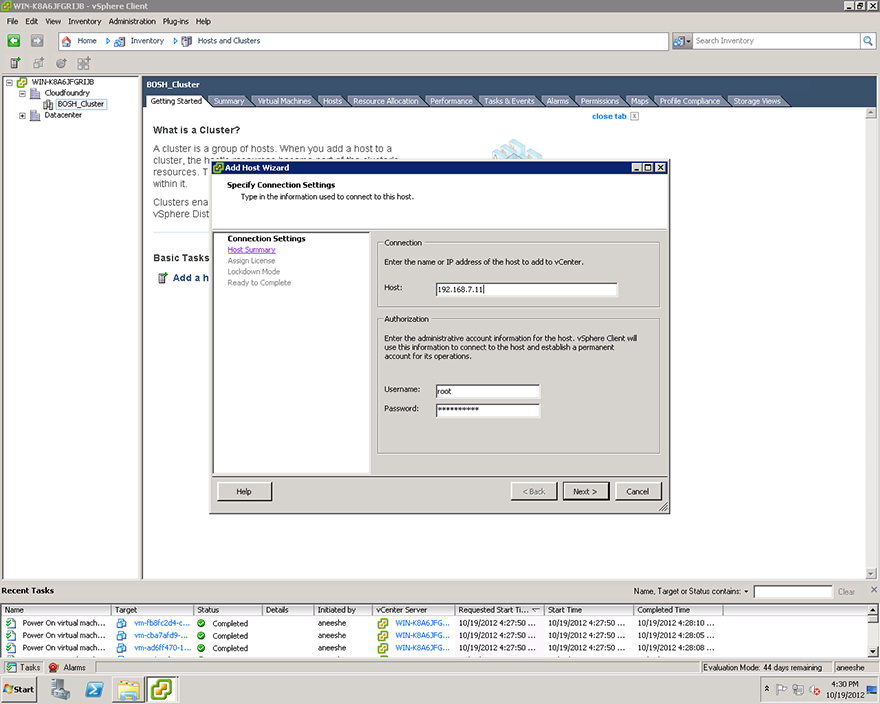 WIN-K8A6JFGRIJB - vSphere Client
File Edit View Inventory Administration Plug-ins Help
Home Inventory Hosts and Clusters
Search Inventory
WIN-K8A6JFGRIJB
Cloudfoundry
BOSH_Cluster
Datacenter
BOSH_Cluster
Getting Started Summary Virtual Machines Hosts Resource Allocation Performance Tasks & Events Alarms Permissions Maps Profile Compliance Storage Views
close tab
What is a Cluster?
A cluster is a group of hosts. When you add a host to a
cluster, the
resources. T
within it.
Clusters ena
vSphere Dist
Basic Tasks
Add a h
Add Host Wizard
Specify Connection Settings
Type in the information used to connect to this host.
Connection Settings
Host Summary
Assign License
Lockdown Mode
Ready to Complete
Connection
Enter the name or IP address of the host to add to vCenter.
Host: 192.168.7.11
Authorization
Enter the administrative account information for the host. vSphere Client will
use this information to connect to the host and establish a permanent
account for its operations.
Username: root
Password: **********
Help < Back Next > Cancel
Recent Tasks
Name, Target or Status contains: Clear
Name Target Status Details Initiated by vCenter Server Requested Start Ti... Start Time Completed Time
Power On virtual mach... vm-fb8fc2d4-c... Completed aneeshe WIN-K8A6JFG... 10/19/2012 4:27:50 ... 10/19/2012 4:27:50 ... 10/19/2012 4:28:10 ...
Power On virtual mach... vm-cba7afd9-... Completed aneeshe WIN-K8A6JFG... 10/19/2012 4:27:50 ... 10/19/2012 4:27:50 ... 10/19/2012 4:28:05 ...
Power On virtual mach... vm-ad6ff470-1... Completed aneeshe WIN-K8A6JFG... 10/19/2012 4:27:50 ... 10/19/2012 4:27:50 ... 10/19/2012 4:28:08 ...
Tasks Alarms Evaluation Mode: 44 days remaining aneeshe
Start 4:30 PM
10/19/2012